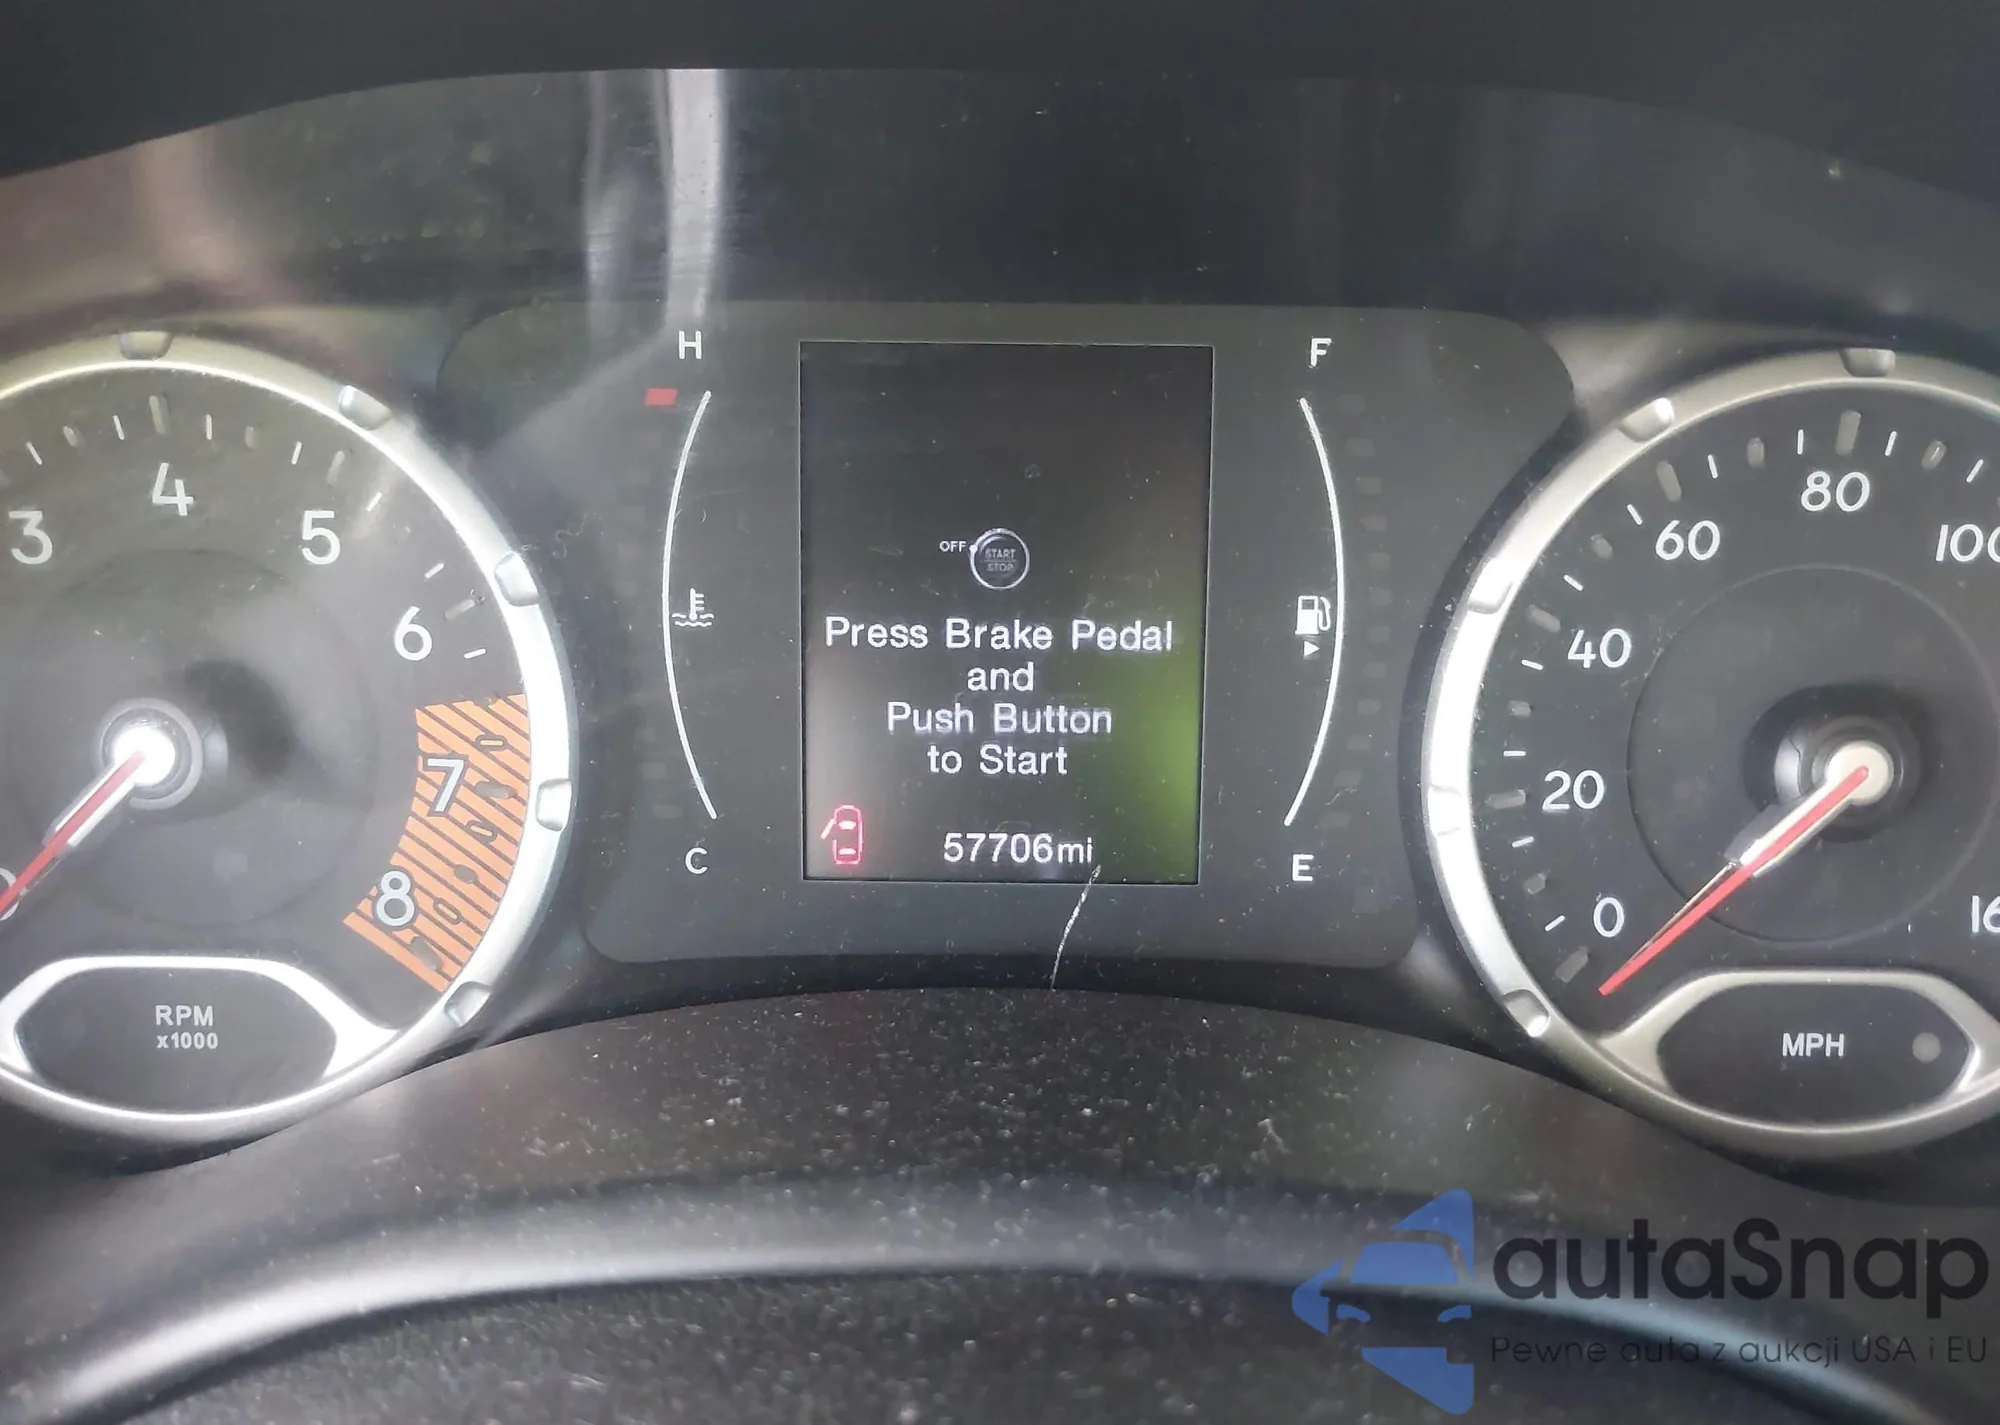 H
F
3
4
5
6
7
8
RPM
x1000
C
OFF
START
STOP
Press Brake Pedal
and
Push Button
to Start
57706mi
E
0
20
40
60
80
MPH
autaSnap
Pewne auta z aukcji USA i EU